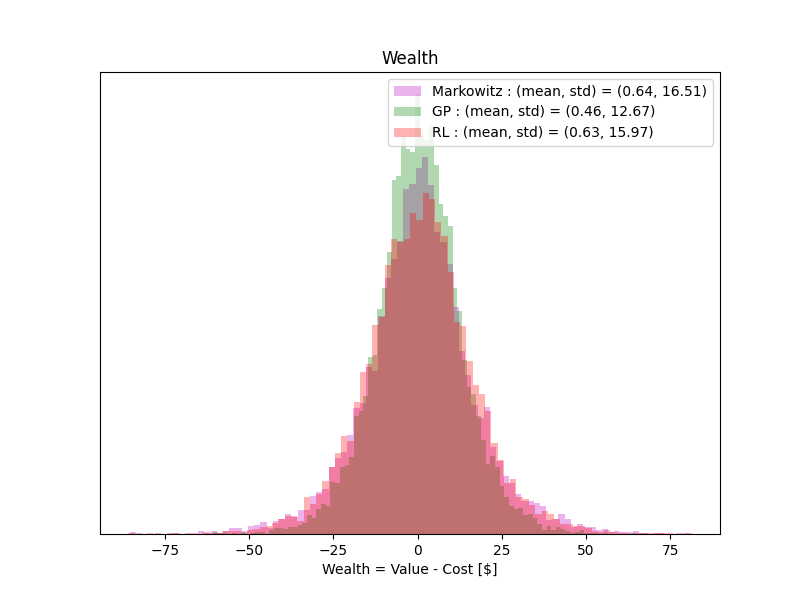 Wealth
Markowitz : (mean, std) = (0.64, 16.51)
GP : (mean, std) = (0.46, 12.67)
RL : (mean, std) = (0.63, 15.97)
−75 −50 −25 0 25 50 75
Wealth = Value - Cost [$]